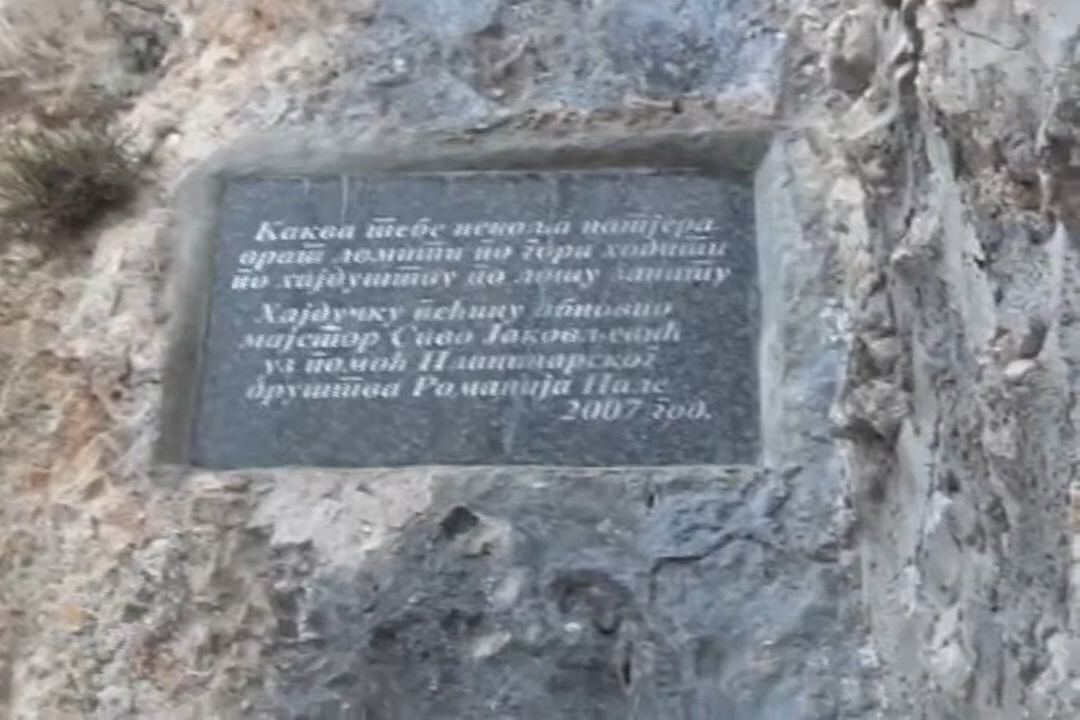 Каква тебе невоља натјера
врат ломити по гори ходити
по хајдушту по лошу занату
Хајдучку пећину обновио
мајстор Саво Јаковљевић
уз помоћ Планинарског
друштва Романија Пале
2007 год.